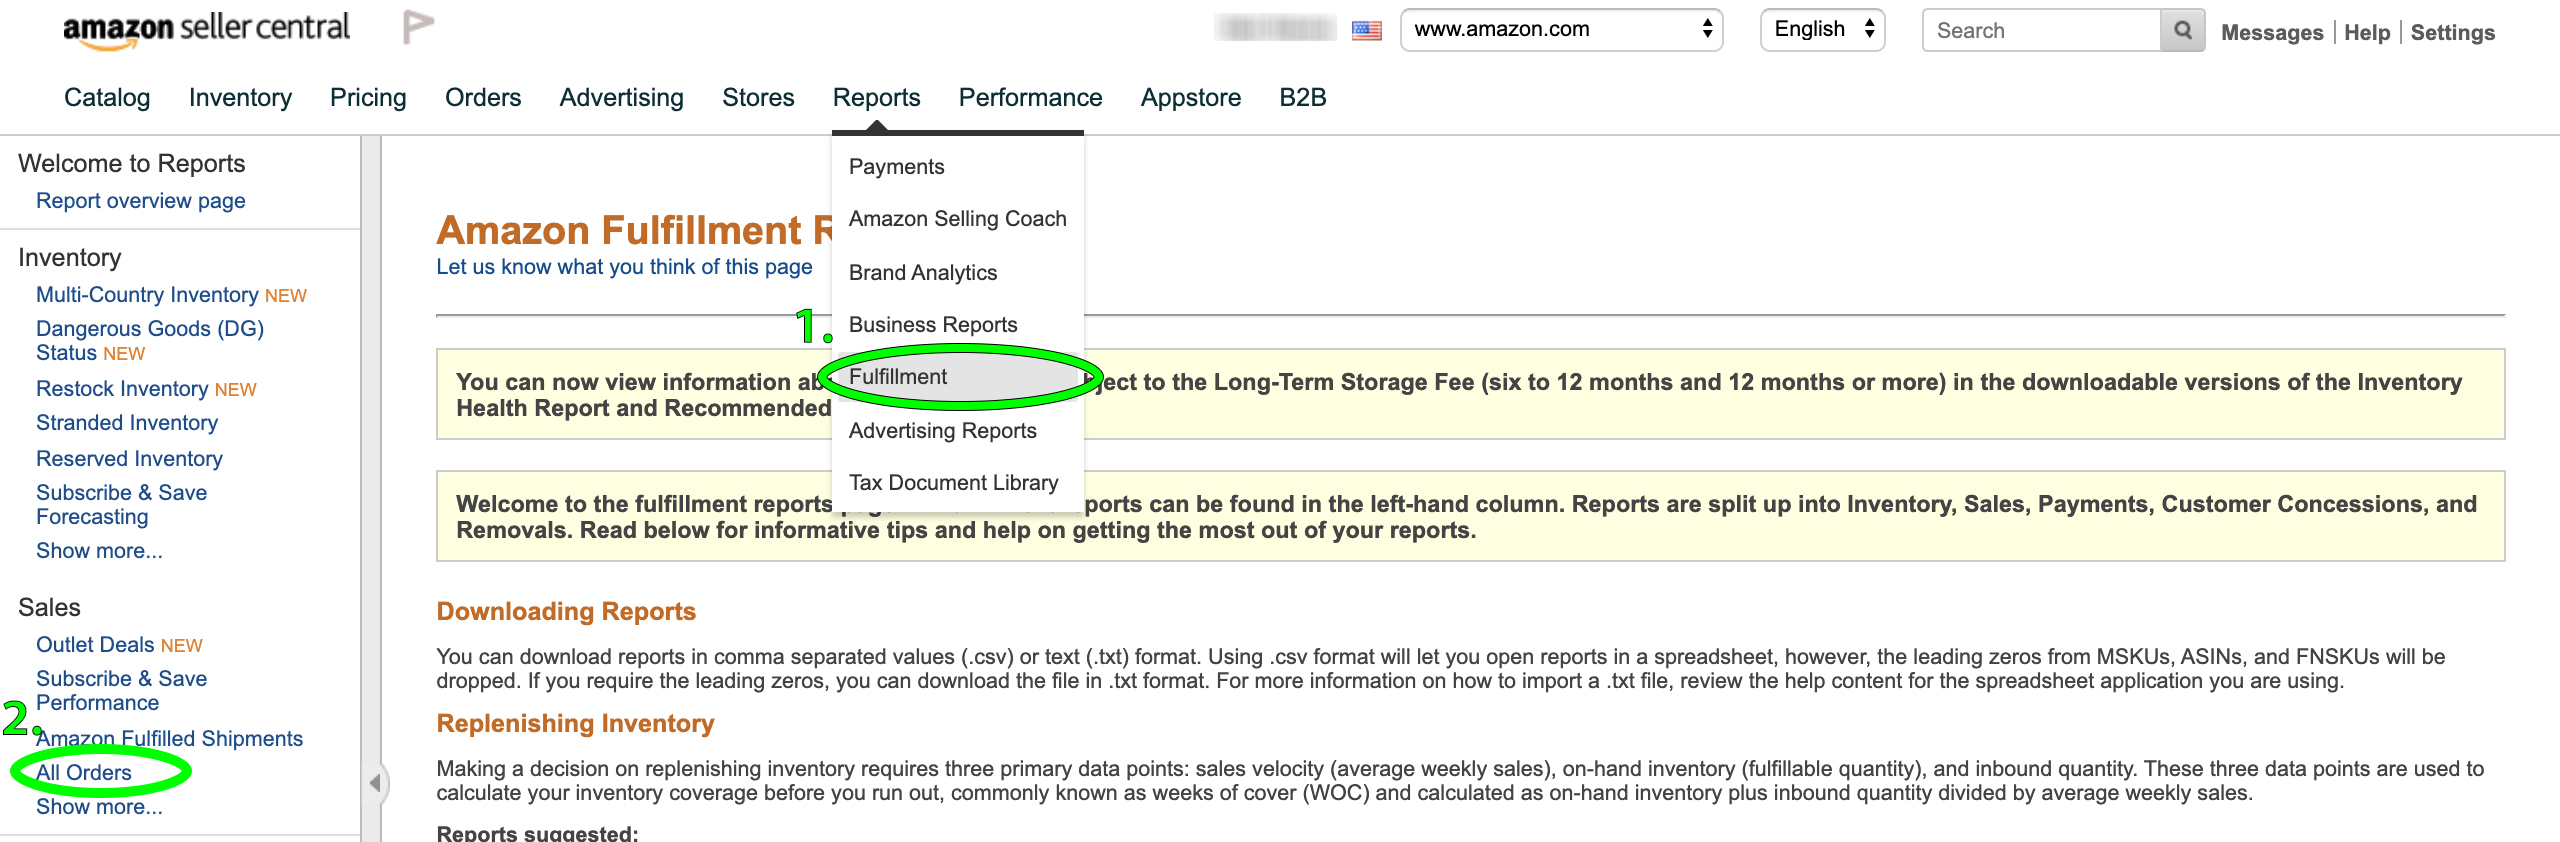 amazon seller central
www.amazon.com
English
Search
Messages | Help | Settings
Catalog Inventory Pricing Orders Advertising Stores Reports Performance Appstore B2B
Welcome to Reports
Report overview page
Inventory
Multi-Country Inventory NEW
Dangerous Goods (DG)
Status NEW
Restock Inventory NEW
Stranded Inventory
Reserved Inventory
Subscribe & Save
Forecasting
Show more...
Sales
Outlet Deals NEW
Subscribe & Save
Performance
2.
Amazon Fulfilled Shipments
All Orders
Show more...
Payments
Amazon Selling Coach
Brand Analytics
Business Reports
1.
Fulfillment
Advertising Reports
Tax Document Library
Amazon Fulfillment R
Let us know what you think of this page
You can now view information ab ject to the Long-Term Storage Fee (six to 12 months and 12 months or more) in the downloadable versions of the Inventory
Health Report and Recommended
Welcome to the fulfillment reports ports can be found in the left-hand column. Reports are split up into Inventory, Sales, Payments, Customer Concessions, and
Removals. Read below for informative tips and help on getting the most out of your reports.
Downloading Reports
You can download reports in comma separated values (.csv) or text (.txt) format. Using .csv format will let you open reports in a spreadsheet, however, the leading zeros from MSKUs, ASINs, and FNSKUs will be
dropped. If you require the leading zeros, you can download the file in .txt format. For more information on how to import a .txt file, review the help content for the spreadsheet application you are using.
Replenishing Inventory
Making a decision on replenishing inventory requires three primary data points: sales velocity (average weekly sales), on-hand inventory (fulfillable quantity), and inbound quantity. These three data points are used to
calculate your inventory coverage before you run out, commonly known as weeks of cover (WOC) and calculated as on-hand inventory plus inbound quantity divided by average weekly sales.
Reports suggested: